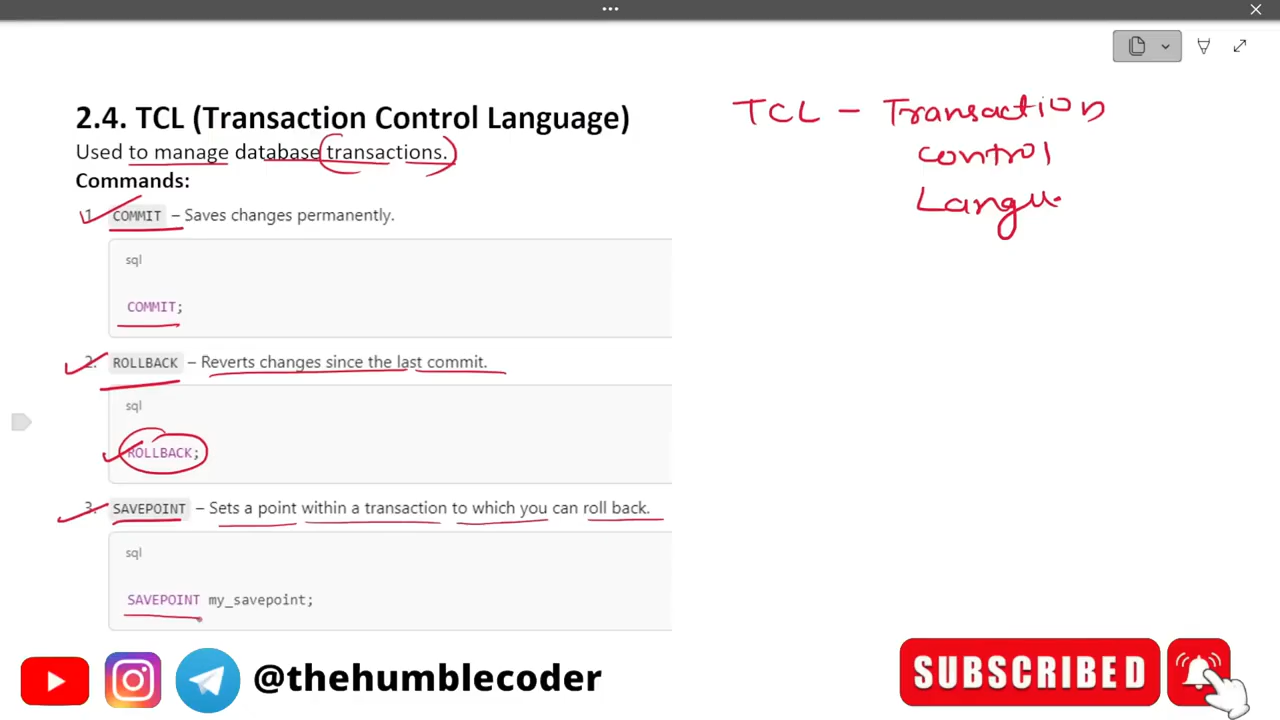 2.4. TCL (Transaction Control Language)
Used to manage database transactions.
Commands:
1. COMMIT – Saves changes permanently.
sql
COMMIT;
2. ROLLBACK – Reverts changes since the last commit.
sql
ROLLBACK;
3. SAVEPOINT – Sets a point within a transaction to which you can roll back.
sql
SAVEPOINT my_savepoint;
TCL – Transaction
control
Langu
@thehumblecoder
SUBSCRIBED